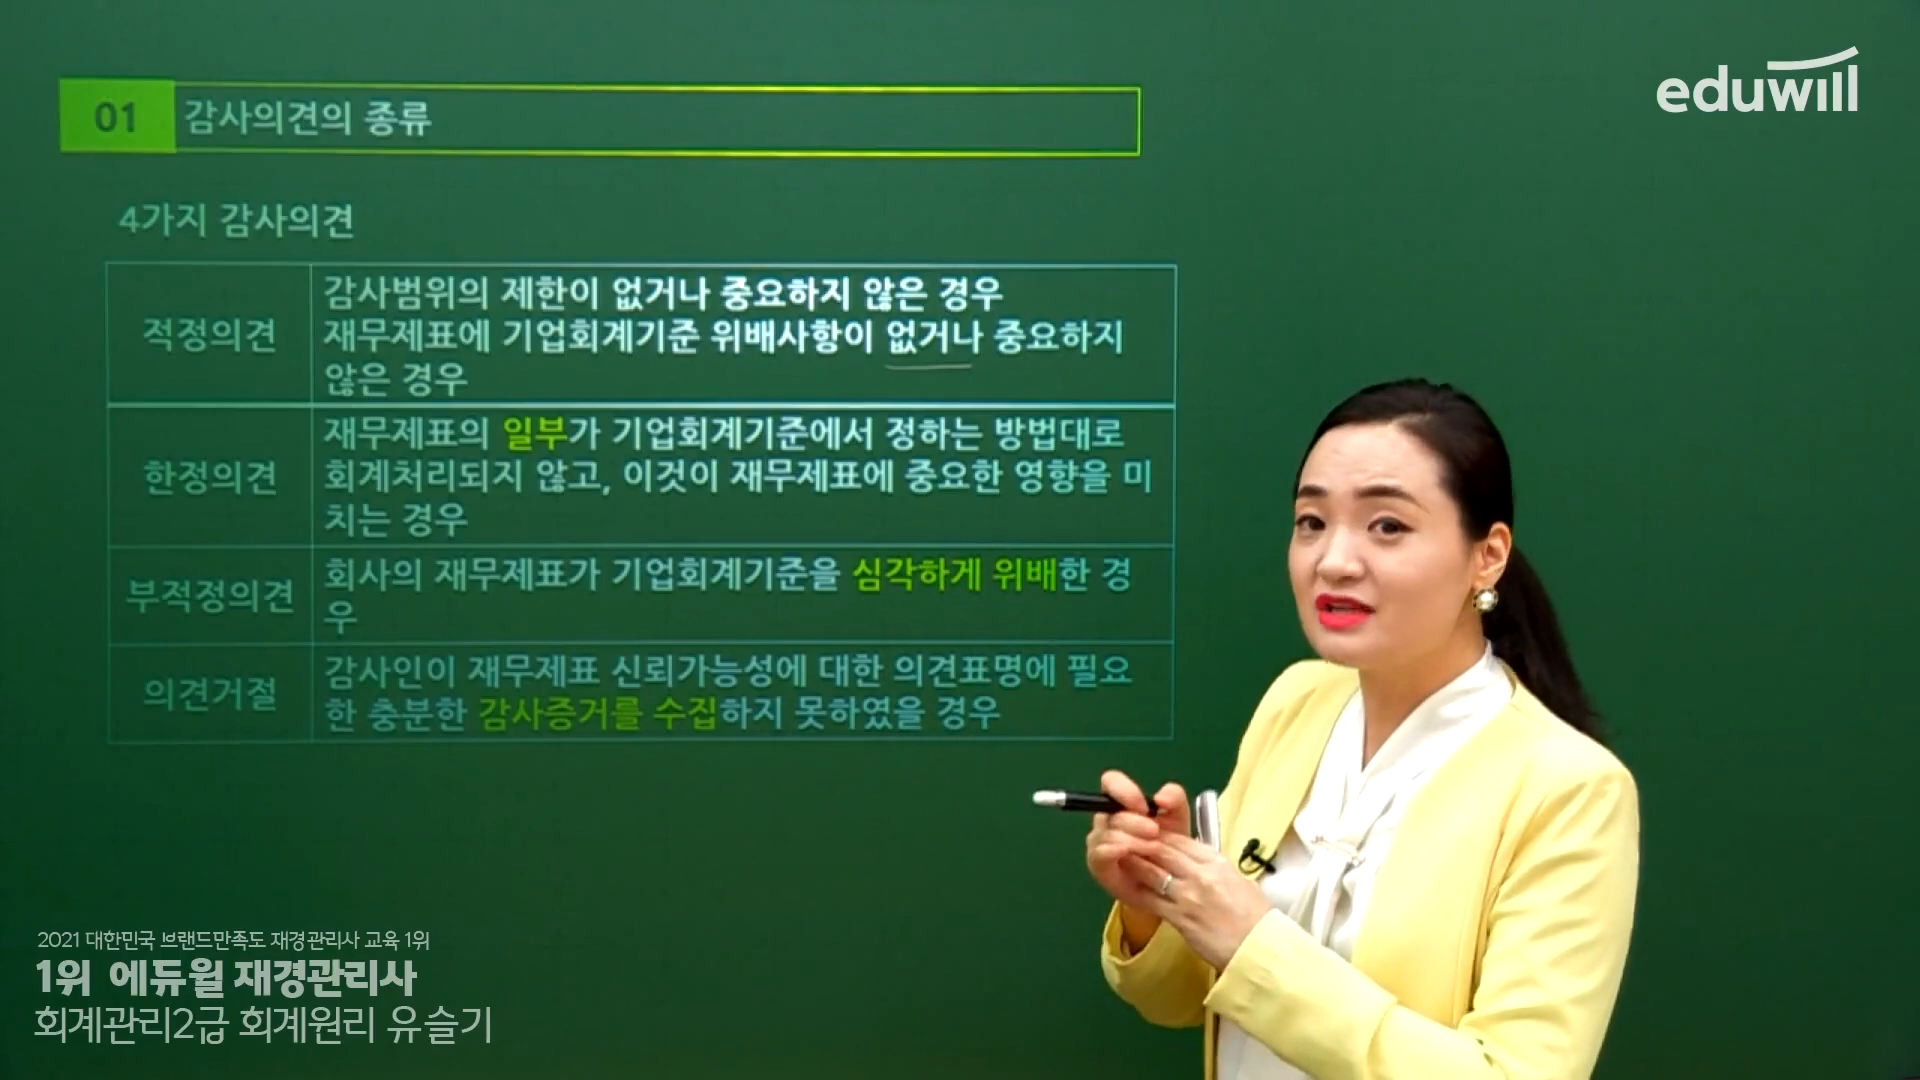 eduwill
01 감사의견의 종류
4가지 감사의견
적정의견
감사범위의 제한이 없거나 중요하지 않은 경우
재무제표에 기업회계기준 위배사항이 없거나 중요하지
않은 경우
한정의견
재무제표의 일부가 기업회계기준에서 정하는 방법대로
회계처리되지 않고, 이것이 재무제표에 중요한 영향을 미
치는 경우
부적정의견
회사의 재무제표가 기업회계기준을 심각하게 위배한 경
우
의견거절
감사인이 재무제표 신뢰가능성에 대한 의견표명에 필요
한 충분한 감사증거를 수집하지 못하였을 경우
2021 대한민국 브랜드만족도 재경관리사 교육 1위
1위 에듀윌 재경관리사
회계관리2급 회계원리 유슬기